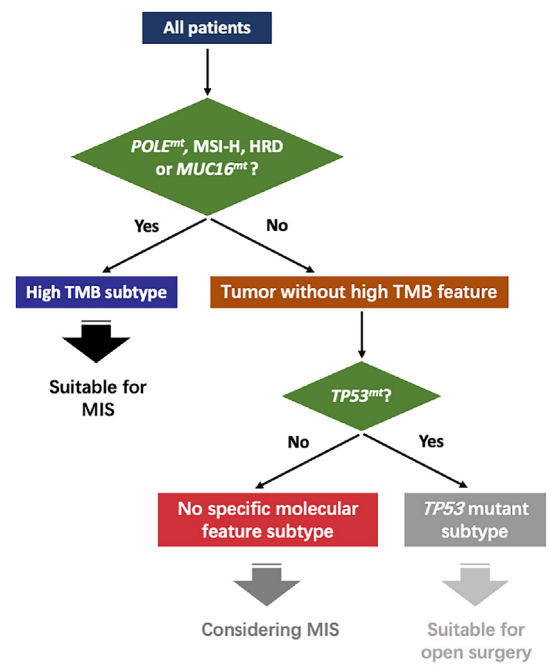 All patients
POLEmt, MSI-H, HRD
or MUC16mt ?
Yes
No
High TMB subtype
Tumor without high TMB feature
Suitable for
MIS
TP53mt?
No
Yes
No specific molecular
feature subtype
TP53 mutant
subtype
Considering MIS
Suitable for
open surgery